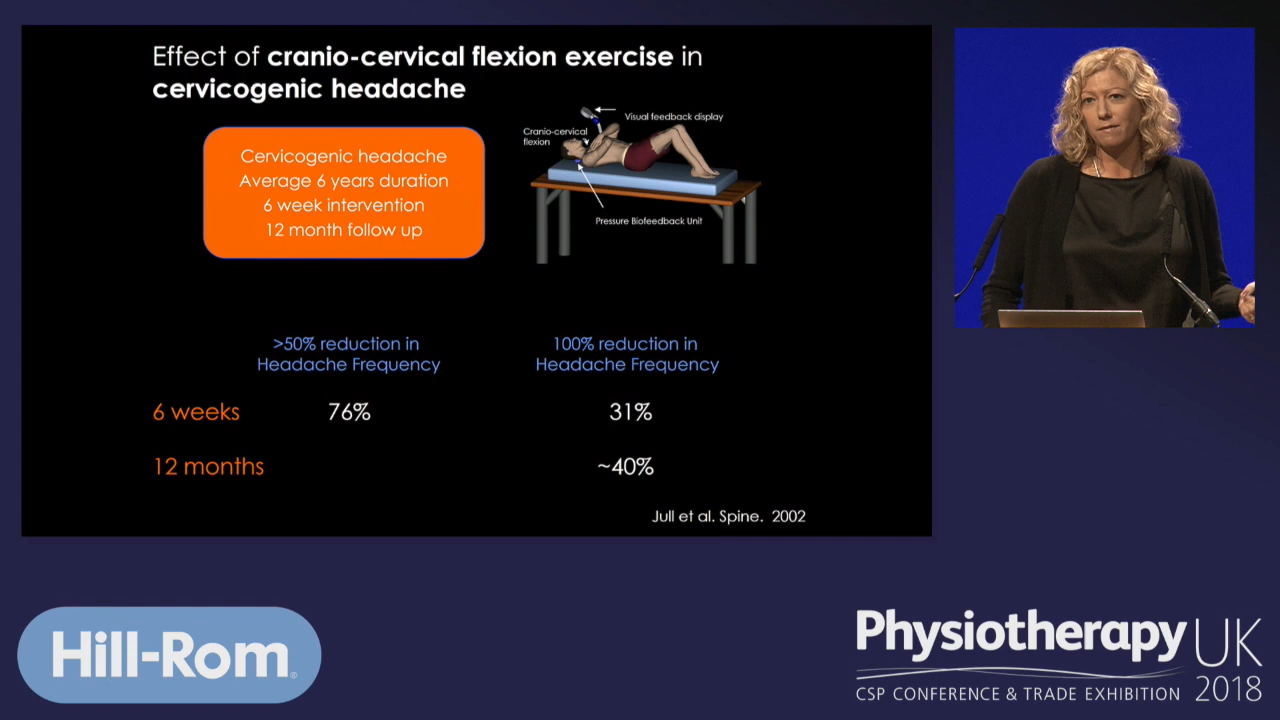 Effect of cranio-cervical flexion exercise in
cervicogenic headache
Cervicogenic headache
Average 6 years duration
6 week intervention
12 month follow up
Visual feedback display
Cranio-cervical
flexion
Pressure Biofeedback Unit
>50% reduction in
Headache Frequency
100% reduction in
Headache Frequency
6 weeks 76% 31%
12 months ~40%
Jull et al. Spine. 2002
Hill-Rom®
Physiotherapy UK
CSP CONFERENCE & TRADE EXHIBITION 2018